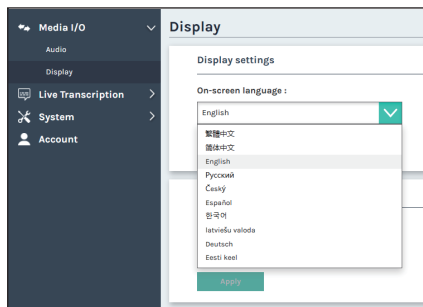 Media I/O
Audio
Display
Live Transcription
System
Account
Display
Display settings
On-screen language :
English
繁體中文
简体中文
English
Русский
Český
Español
한국어
latviešu valoda
Deutsch
Eesti keel
Apply